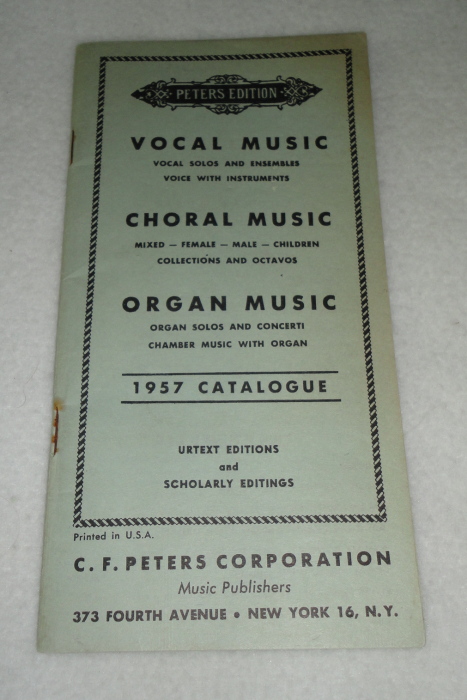 PETERS EDITION
VOCAL MUSIC
VOCAL SOLOS AND ENSEMBLES
VOICE WITH INSTRUMENTS
CHORAL MUSIC
MIXED — FEMALE — MALE — CHILDREN
COLLECTIONS AND OCTAVOS
ORGAN MUSIC
ORGAN SOLOS AND CONCERTI
CHAMBER MUSIC WITH ORGAN
1957 CATALOGUE
URTEXT EDITIONS
and
SCHOLARLY EDITINGS
Printed in U.S.A.
C. F. PETERS CORPORATION
Music Publishers
373 FOURTH AVENUE • NEW YORK 16, N.Y.